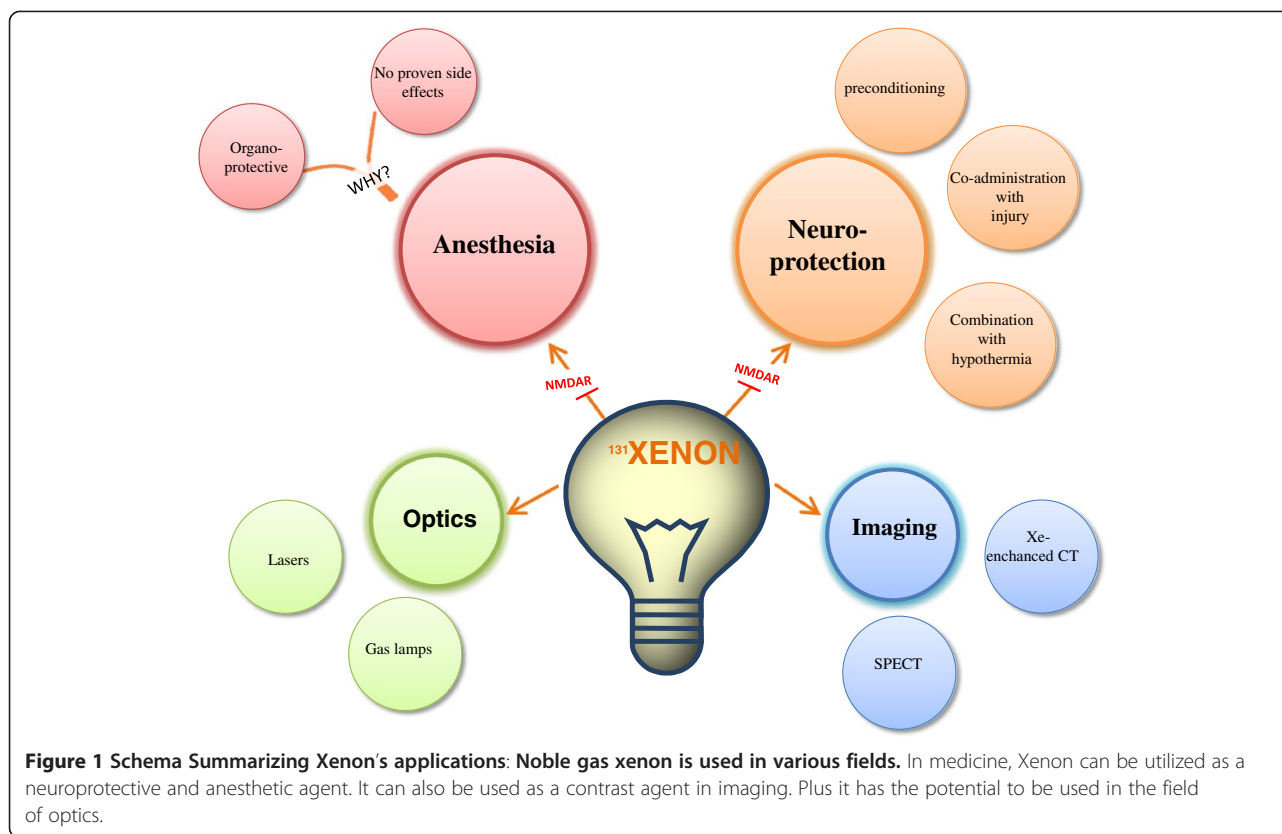 No proven side
effects
Organo-
protective
WHY?
Anesthesia
Neuro-
protection
preconditioning
Co-administration
with
injury
Combination
with
hypothermia
NMDAR
NMDAR
¹³¹XENON
Optics
Lasers
Gas lamps
Imaging
Xe-
enchanced CT
SPECT
Figure 1 Schema Summarizing Xenon's applications: Noble gas xenon is used in various fields. In medicine, Xenon can be utilized as a
neuroprotective and anesthetic agent. It can also be used as a contrast agent in imaging. Plus it has the potential to be used in the field
of optics.